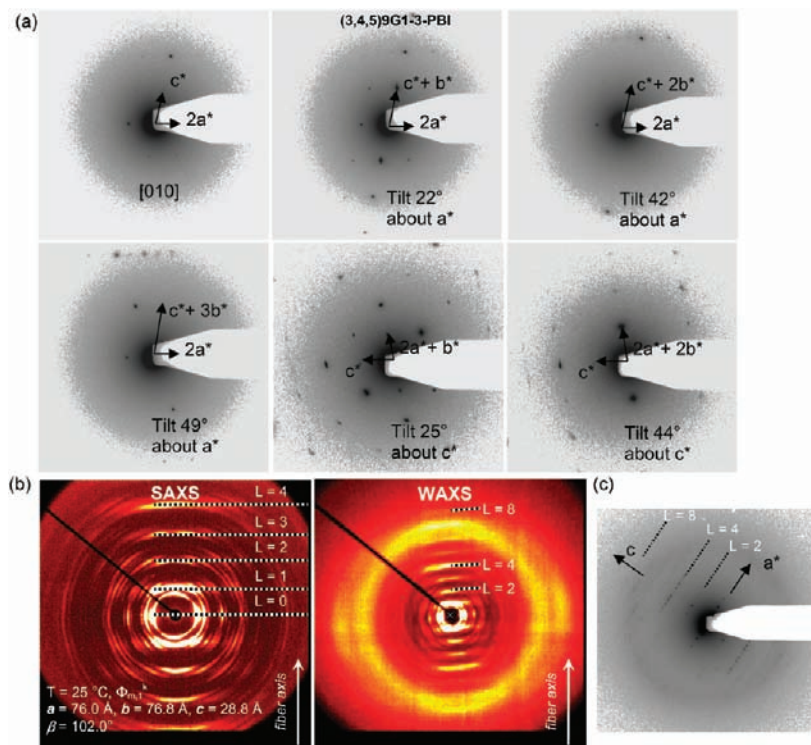 (a)
(3,4,5)9G1-3-PBI
c*
2a*
[010]
c*+ b*
2a*
Tilt 22°
about a*
c*+ 2b*
2a*
Tilt 42°
about a*
c*+ 3b*
2a*
Tilt 49°
about a*
2a*+ b*
c*
Tilt 25°
about c*
2a*+ 2b*
c*
Tilt 44°
about c*
(b)
SAXS
L = 4
L = 3
L = 2
L = 1
L = 0
T = 25 °C, Φm,1*
a = 76.0 Å, b = 76.8 Å, c = 28.8 Å
β = 102.0°
fiber axis
WAXS
L = 8
L = 4
L = 2
fiber axis
(c)
L = 8
L = 4
L = 2
c
a*